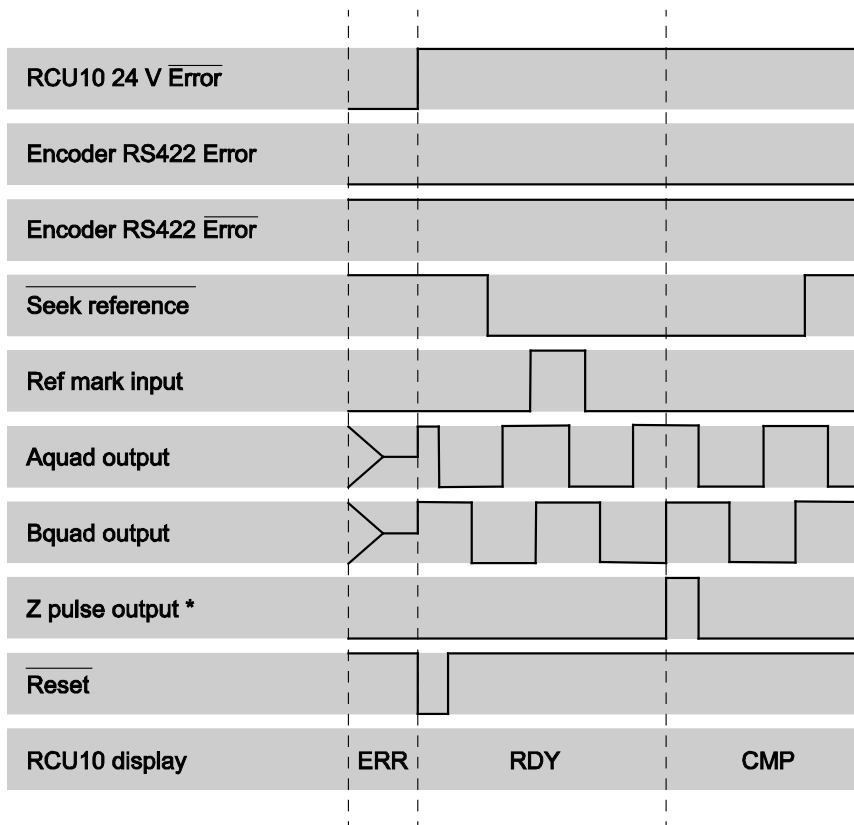 RCU10 24 V Error
Encoder RS422 Error
Encoder RS422 Error
Seek reference
Ref mark input
Aquad output
Bquad output
Z pulse output *
Reset
RCU10 display ERR RDY CMP